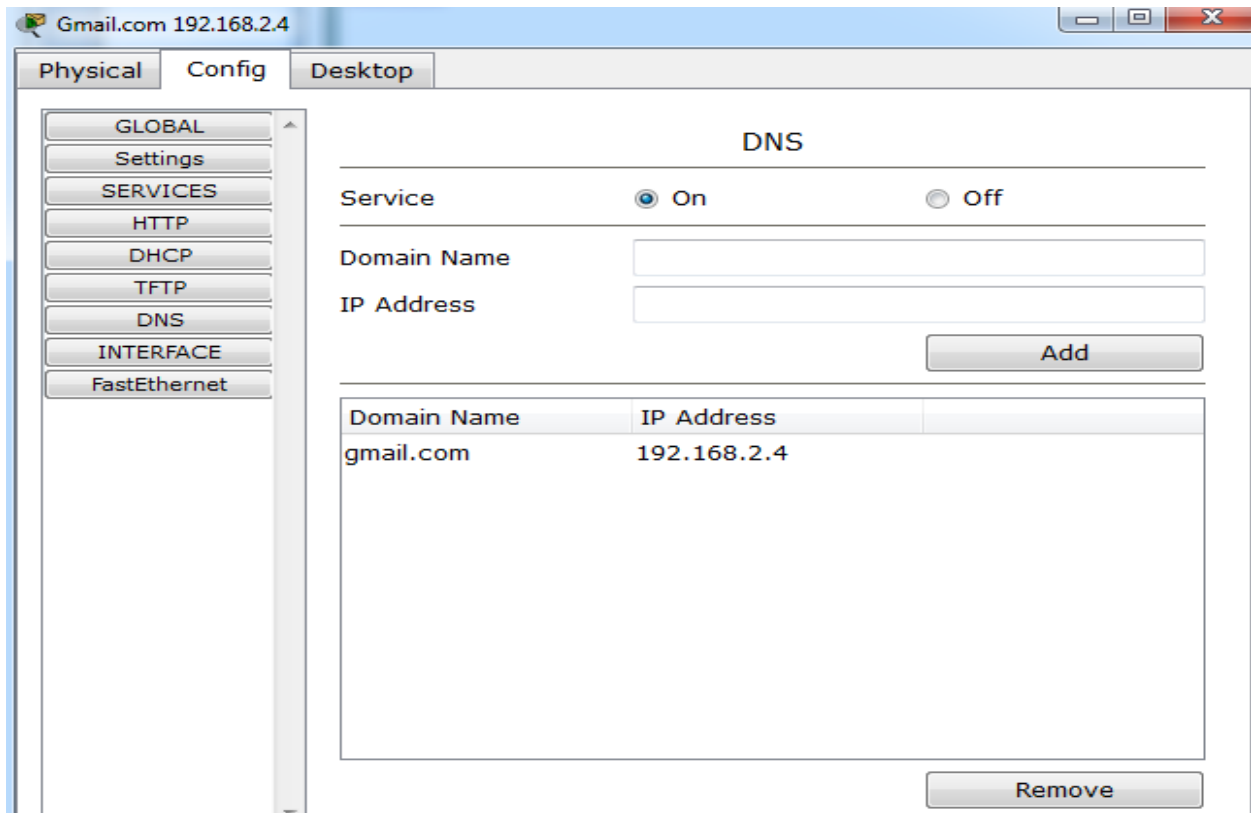 Gmail.com 192.168.2.4
Physical Config Desktop
GLOBAL
Settings
SERVICES
HTTP
DHCP
TFTP
DNS
INTERFACE
FastEthernet
DNS
Service On Off
Domain Name
IP Address
Add
Domain Name IP Address
gmail.com 192.168.2.4
Remove